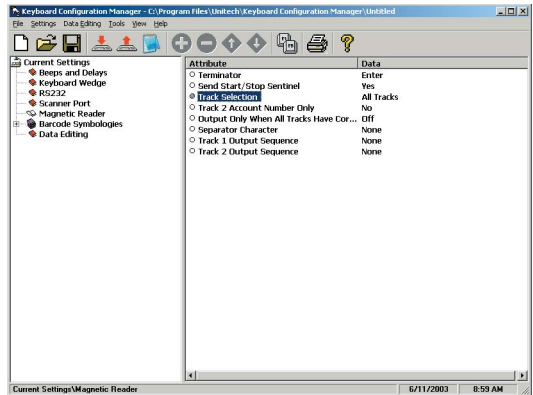 Keyboard Configuration Manager - C:\Program Files\Unitech\Keyboard Configuration Manager\Untitled
File Settings Data Editing Tools View Help
Current Settings
Beeps and Delays
Keyboard Wedge
RS232
Scanner Port
Magnetic Reader
Barcode Symbologies
Data Editing
Attribute Data
Terminator Enter
Send Start/Stop Sentinel Yes
Track Selection All Tracks
Track 2 Account Number Only No
Output Only When All Tracks Have Cor... Off
Separator Character None
Track 1 Output Sequence None
Track 2 Output Sequence None
Current Settings\Magnetic Reader 6/11/2003 8:59 AM